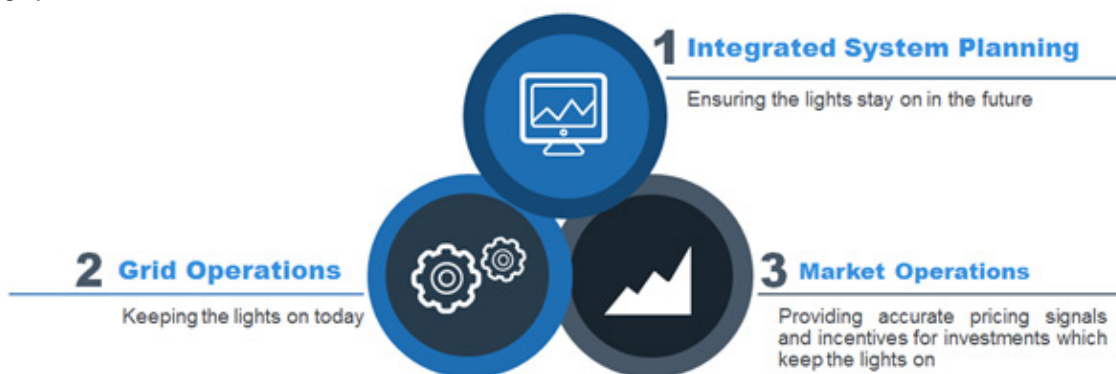 1 Integrated System Planning
Ensuring the lights stay on in the future
2 Grid Operations
Keeping the lights on today
3 Market Operations
Providing accurate pricing signals
and incentives for investments which
keep the lights on